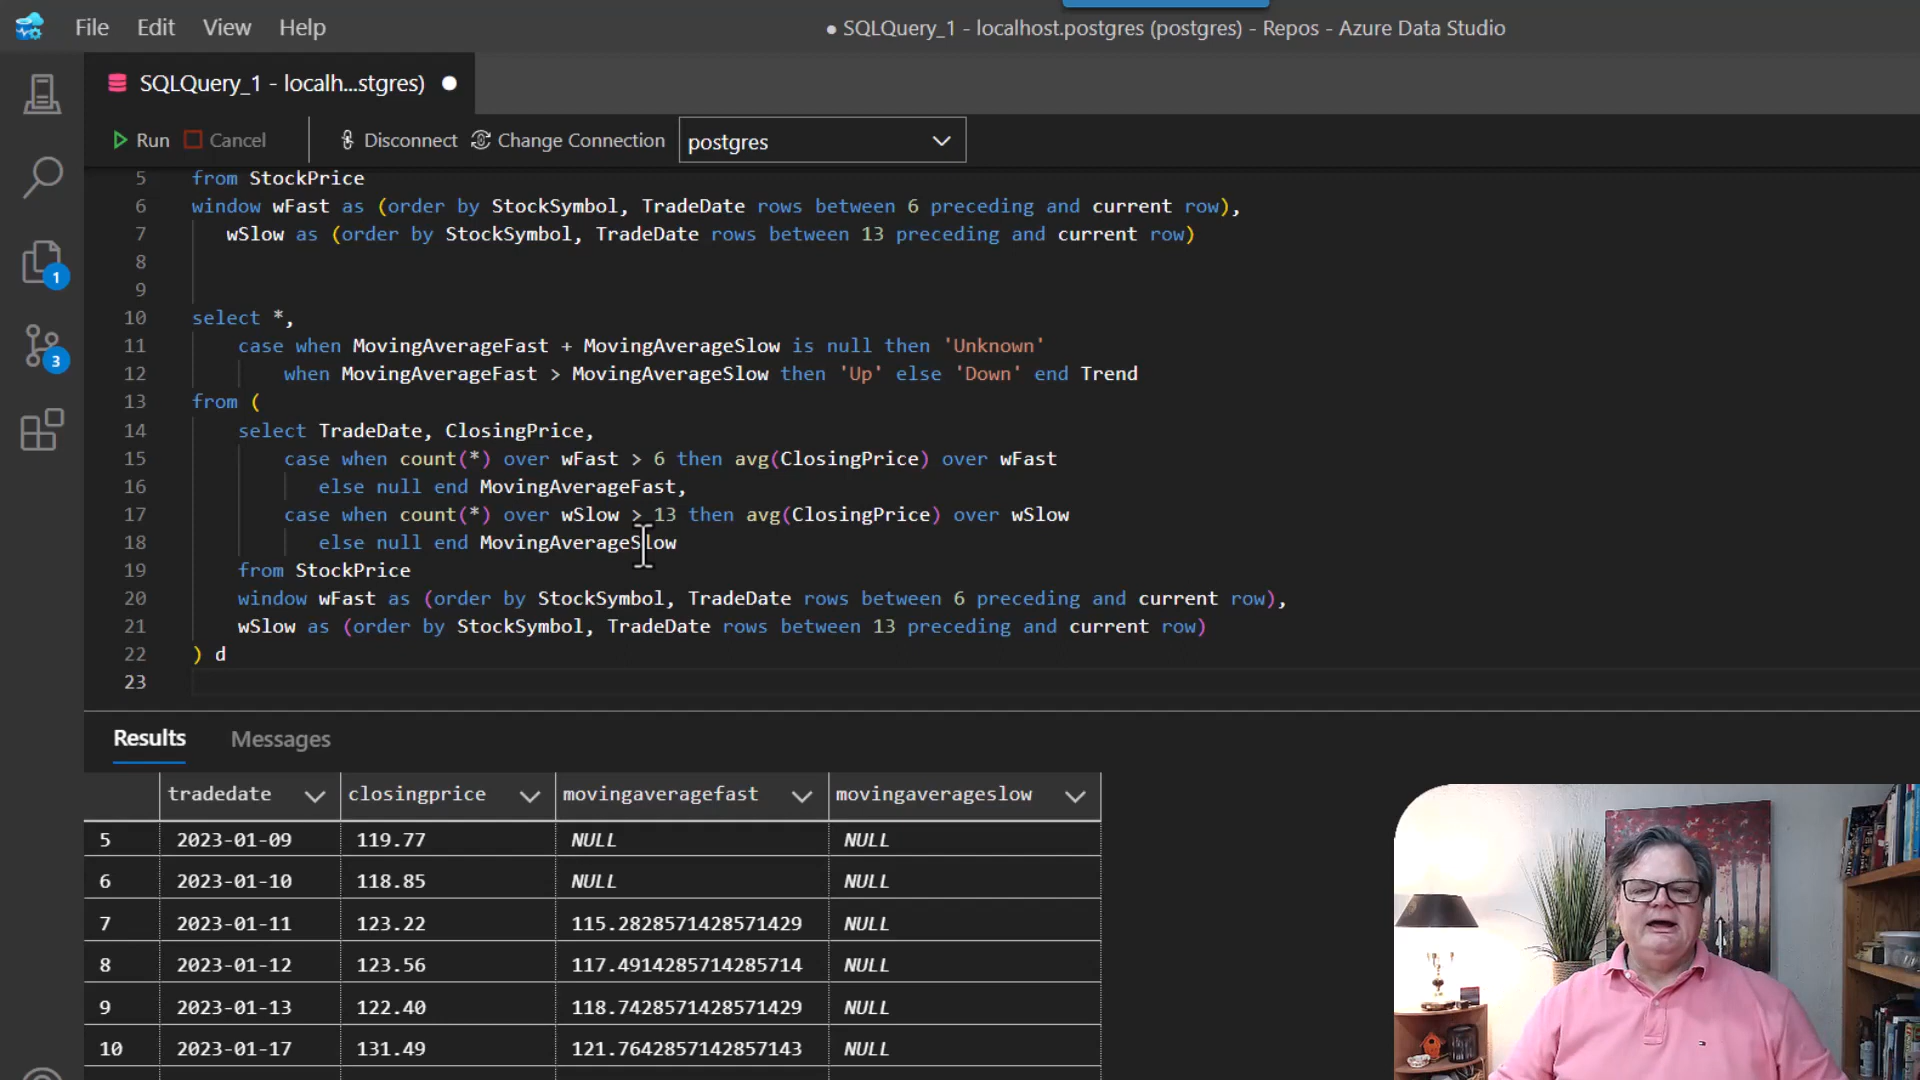 File Edit View Help
● SQLQuery_1 - localhost.postgres (postgres) - Repos - Azure Data Studio
SQLQuery_1 - localh...stgres) ●
Run Cancel Disconnect Change Connection postgres
5 from StockPrice
6 window wFast as (order by StockSymbol, TradeDate rows between 6 preceding and current row),
7 wSlow as (order by StockSymbol, TradeDate rows between 13 preceding and current row)
8
9
10 select *,
11 case when MovingAverageFast + MovingAverageSlow is null then 'Unknown'
12 when MovingAverageFast > MovingAverageSlow then 'Up' else 'Down' end Trend
13 from (
14 select TradeDate, ClosingPrice,
15 case when count(*) over wFast > 6 then avg(ClosingPrice) over wFast
16 else null end MovingAverageFast,
17 case when count(*) over wSlow > 13 then avg(ClosingPrice) over wSlow
18 else null end MovingAverageSlow
19 from StockPrice
20 window wFast as (order by StockSymbol, TradeDate rows between 6 preceding and current row),
21 wSlow as (order by StockSymbol, TradeDate rows between 13 preceding and current row)
22 ) d
23
1
3
Results Messages
tradedate closingprice movingaveragefast movingaverageslow
5 2023-01-09 119.77 NULL NULL
6 2023-01-10 118.85 NULL NULL
7 2023-01-11 123.22 115.2828571428571429 NULL
8 2023-01-12 123.56 117.4914285714285714 NULL
9 2023-01-13 122.40 118.7428571428571429 NULL
10 2023-01-17 131.49 121.7642857142857143 NULL